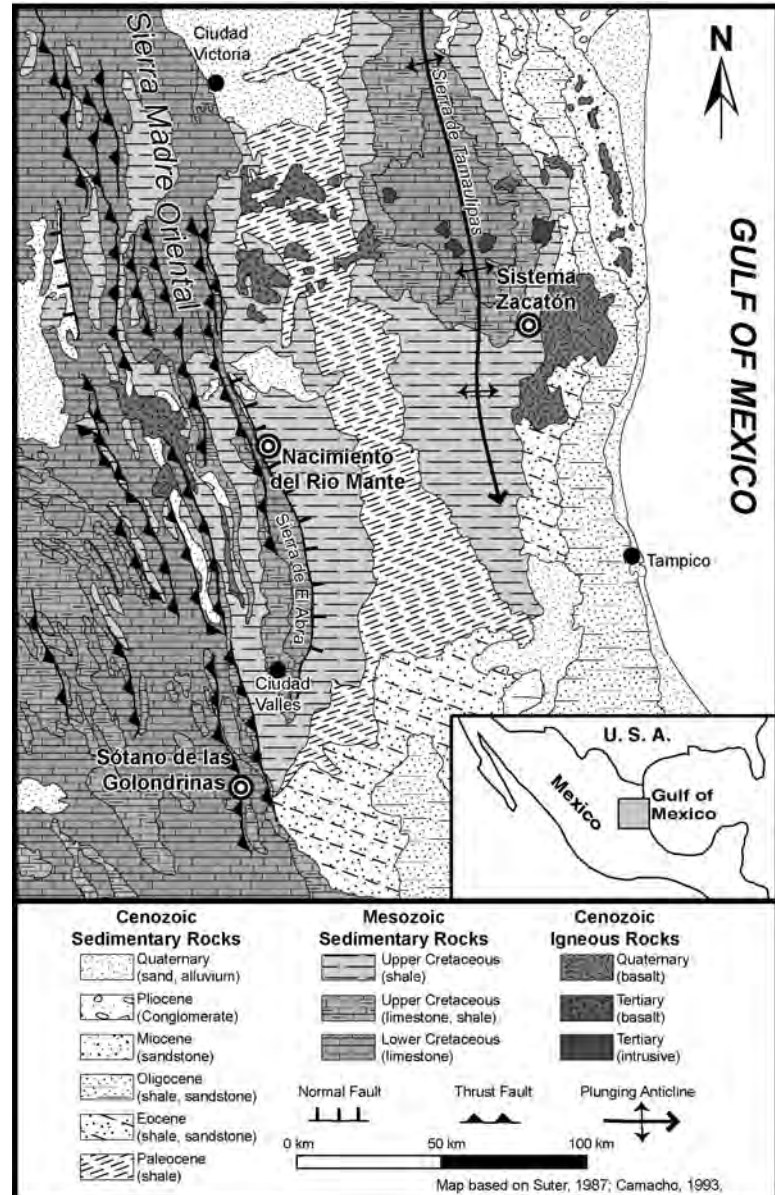 Ciudad
Victoria
Sierra Madre Oriental
Sierra de Tamaulipas
N
GULF OF MEXICO
Sistema
Zacatón
Nacimiento
del Rio Mante
Sierra de El Abra
Tampico
Ciudad
Valles
Sótano de las
Golondrinas
U. S. A.
Mexico
Gulf of
Mexico
Cenozoic
Sedimentary Rocks
Quaternary
(sand, alluvium)
Pliocene
(Conglomerate)
Miocene
(sandstone)
Oligocene
(shale, sandstone)
Eocene
(shale, sandstone)
Paleocene
(shale)
Mesozoic
Sedimentary Rocks
Upper Cretaceous
(shale)
Upper Cretaceous
(limestone, shale)
Lower Cretaceous
(limestone)
Cenozoic
Igneous Rocks
Quaternary
(basalt)
Tertiary
(basalt)
Tertiary
(intrusive)
Normal Fault
Thrust Fault
Plunging Anticline
0 km
50 km
100 km
Map based on Suter, 1987; Camacho, 1993,